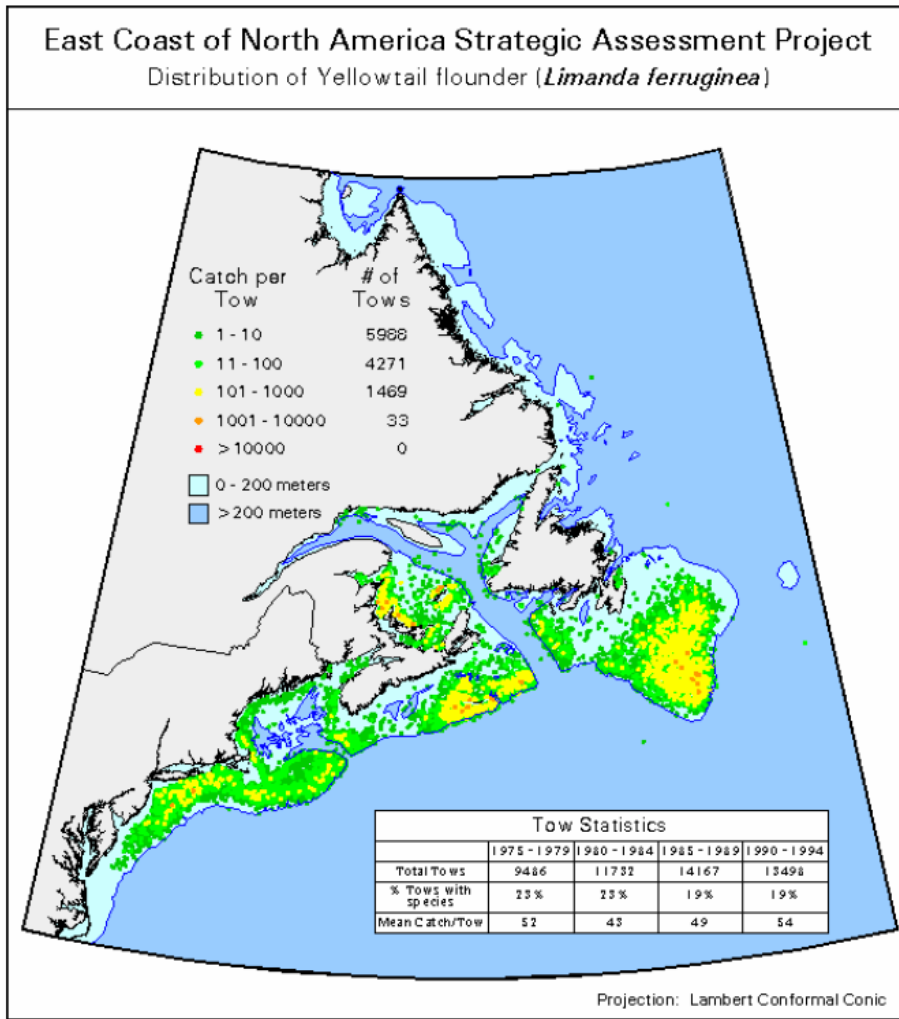 East Coast of North America Strategic Assessment Project
Distribution of Yellowtail flounder (Limanda ferruginea)
Catch per Tow # of Tows
1 - 10 5988
11 - 100 4271
101 - 1000 1469
1001 - 10000 33
>10000 0
0 - 200 meters
>200 meters
Tow Statistics
1975 - 1979 1980 - 1984 1985 - 1989 1990 - 1994
Total Tows 9486 11732 14167 13498
% Tows with species 23% 23% 19% 19%
Mean Catch/Tow 52 43 49 54
Projection: Lambert Conformal Conic